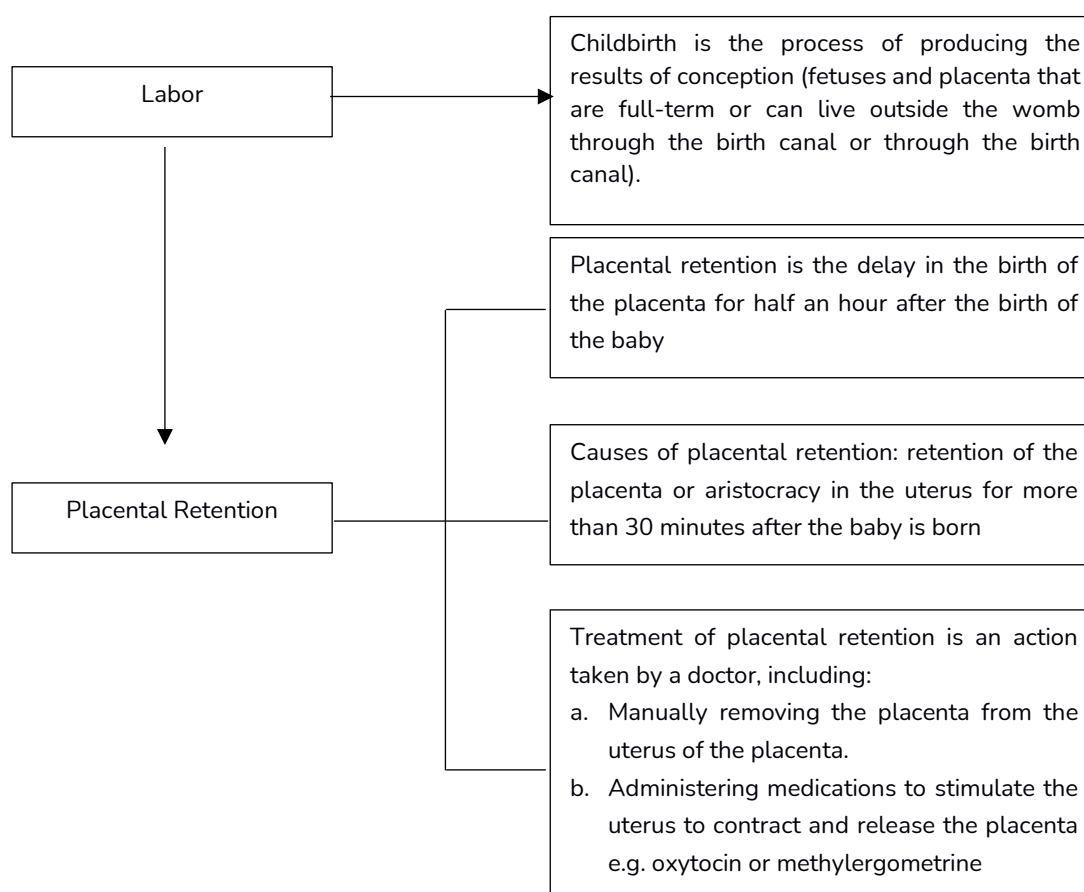 Labor
Childbirth is the process of producing the
results of conception (fetuses and placenta that
are full-term or can live outside the womb
through the birth canal or through the birth
canal).
Placental retention is the delay in the birth of
the placenta for half an hour after the birth of
the baby
Placental Retention
Causes of placental retention: retention of the
placenta or aristocracy in the uterus for more
than 30 minutes after the baby is born
Treatment of placental retention is an action
taken by a doctor, including:
a. Manually removing the placenta from the
uterus of the placenta.
b. Administering medications to stimulate the
uterus to contract and release the placenta
e.g. oxytocin or methylergometrine